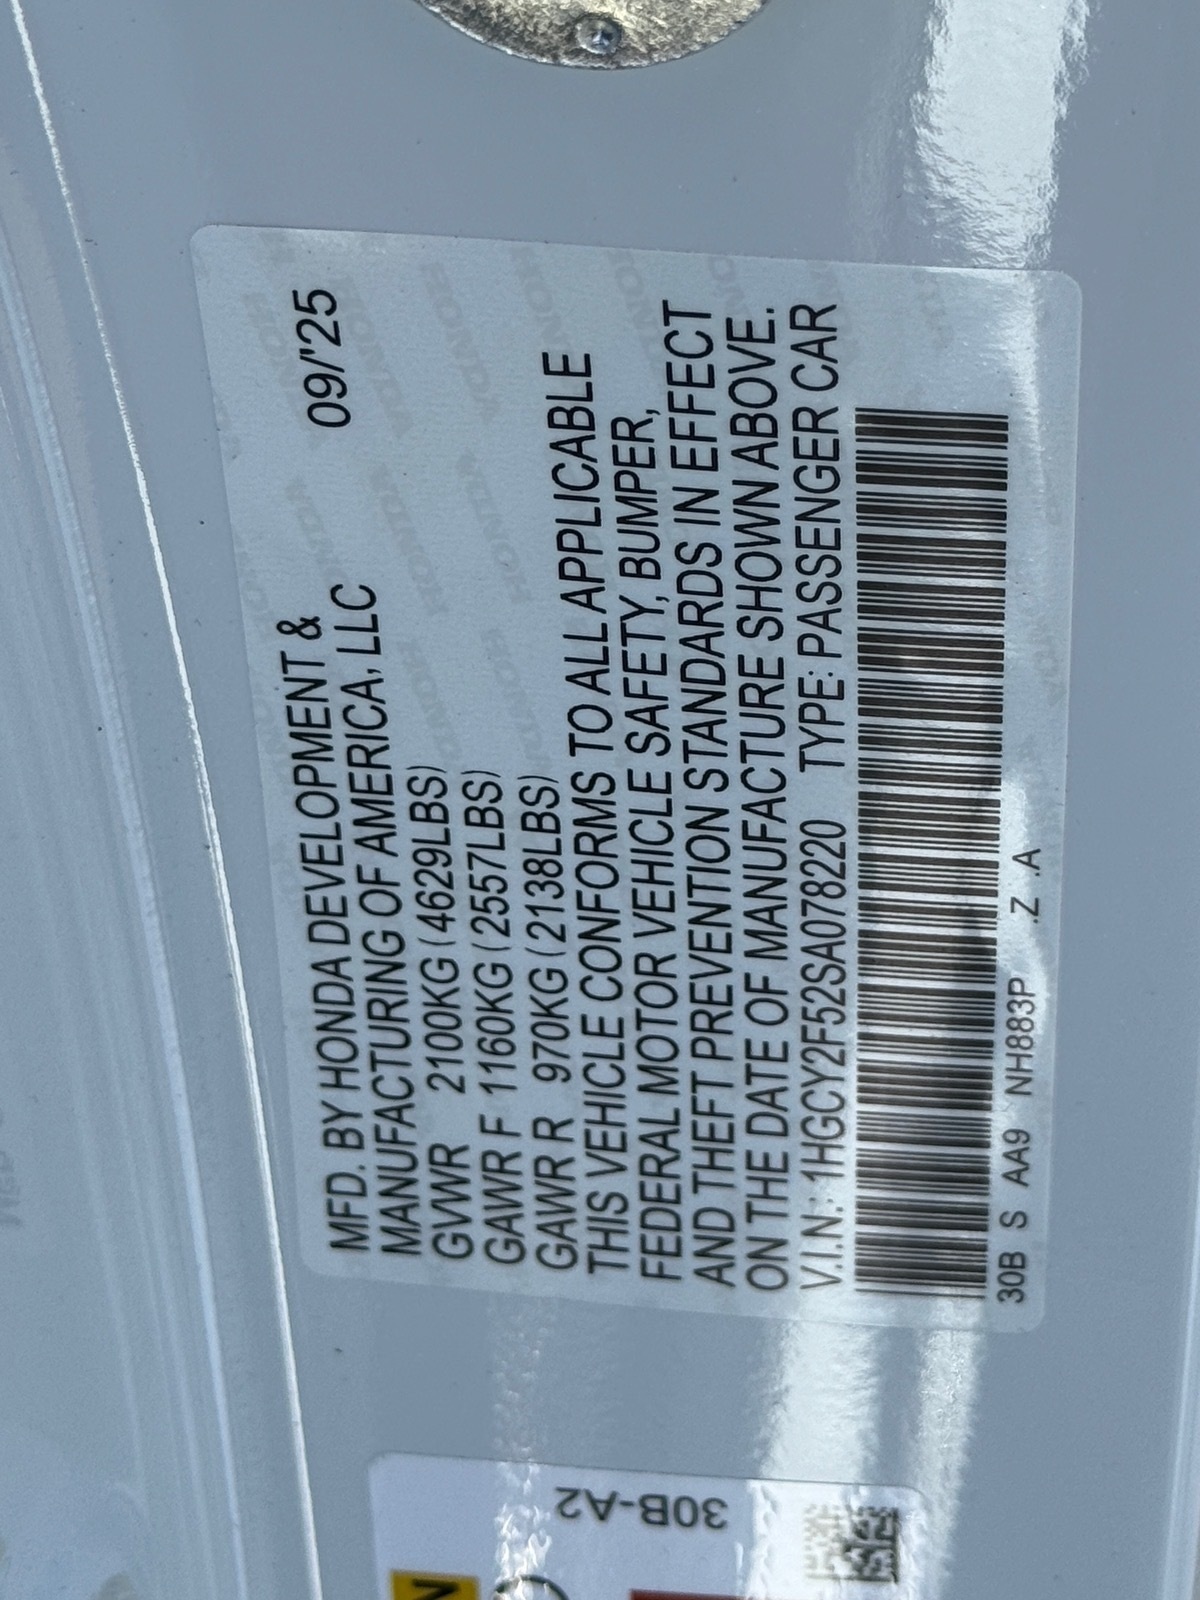 MFD. BY HONDA DEVELOPMENT & 09/'25
MANUFACTURING OF AMERICA, LLC
GVWR 2100KG (4629LBS)
GAWR F 1160KG (2557LBS)
GAWR R 970KG (2138LBS)
THIS VEHICLE CONFORMS TO ALL APPLICABLE
FEDERAL MOTOR VEHICLE SAFETY, BUMPER,
AND THEFT PREVENTION STANDARDS IN EFFECT
ON THE DATE OF MANUFACTURE SHOWN ABOVE.
V.I.N.: 1HGCY2F52SA078220 TYPE: PASSENGER CAR
30B S AA9 NH883P .Z .A
30B-A2